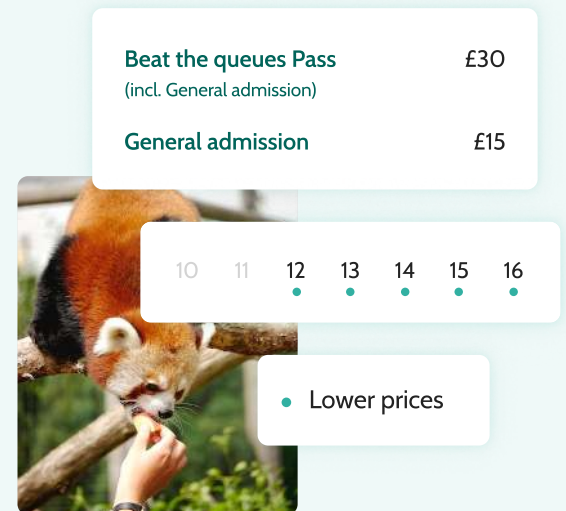 Beat the queues Pass £30
(incl. General admission)
General admission £15
10 11 12 13 14 15 16
Lower prices